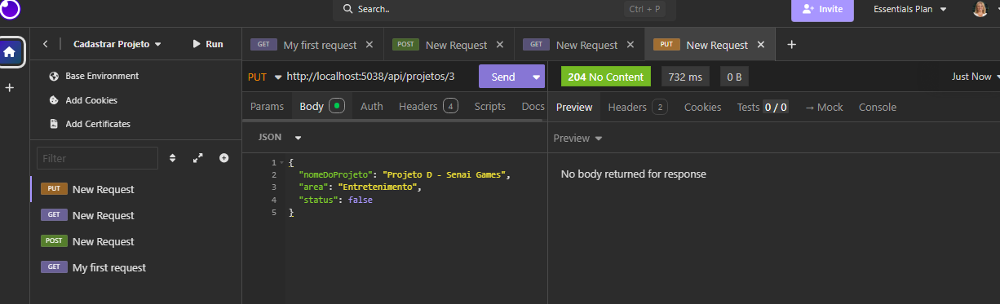 Search..
Ctrl + P
Invite
Essentials Plan
Cadastrar Projeto
Run
GET My first request
POST New Request
GET New Request
PUT New Request
Base Environment
Add Cookies
Add Certificates
Filter
PUT New Request
GET New Request
POST New Request
GET My first request
PUT http://localhost:5038/api/projetos/3
Send
204 No Content
732 ms
0 B
Just Now
Params Body Auth Headers 4 Scripts Docs
Preview Headers 2 Cookies Tests 0 / 0 → Mock Console
JSON
Preview
1 {
2 "nomeDoProjeto": "Projeto D - Senai Games",
3 "area": "Entretenimento",
4 "status": false
5 }
No body returned for response